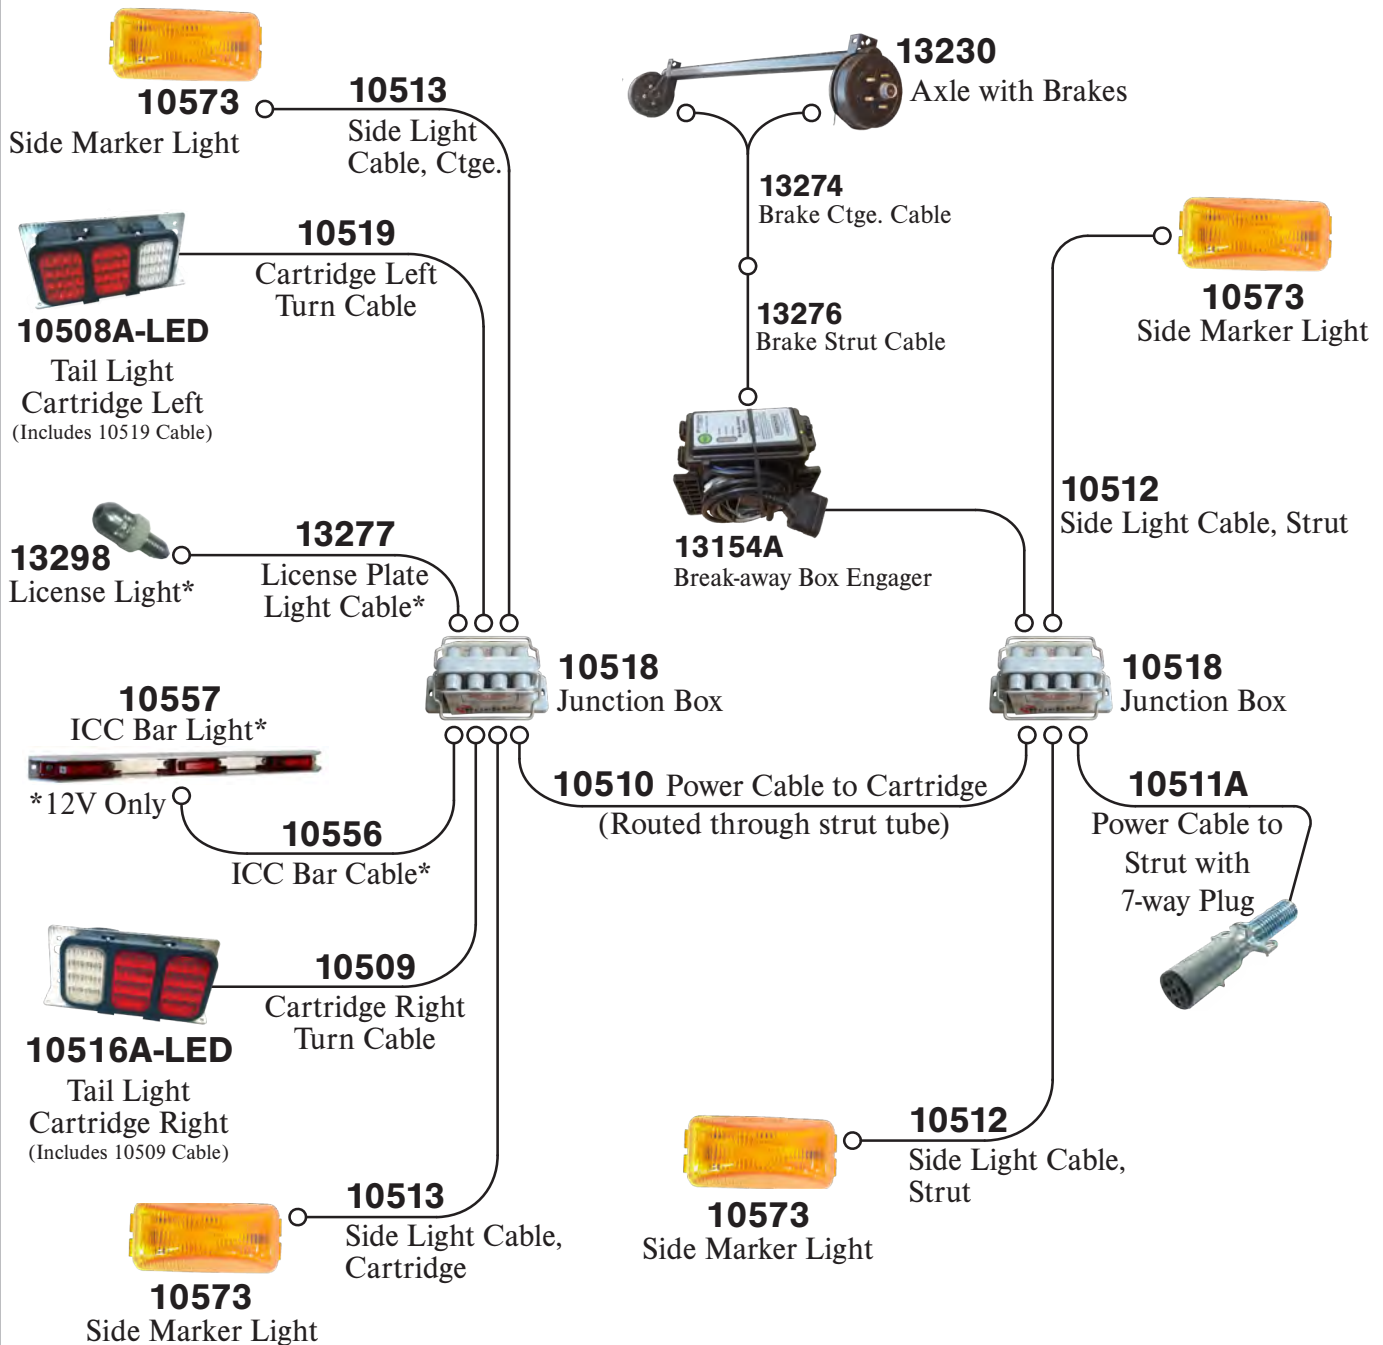 10573
Side Marker Light
10513
Side Light
Cable, Ctge.
13230
Axle with Brakes
13274
Brake Ctge. Cable
13276
Brake Strut Cable
10519
Cartridge Left
Turn Cable
10508A-LED
Tail Light
Cartridge Left
(Includes 10519 Cable)
10573
Side Marker Light
10512
Side Light Cable, Strut
13154A
Break-away Box Engager
13298
License Light*
13277
License Plate
Light Cable*
10518
Junction Box
10518
Junction Box
10557
ICC Bar Light*
*12V Only
10556
ICC Bar Cable*
10510 Power Cable to Cartridge
(Routed through strut tube)
10511A
Power Cable to
Strut with
7-way Plug
10509
Cartridge Right
Turn Cable
10516A-LED
Tail Light
Cartridge Right
(Includes 10509 Cable)
10513
Side Light Cable,
Cartridge
10573
Side Marker Light
10512
Side Light Cable,
Strut
10573
Side Marker Light